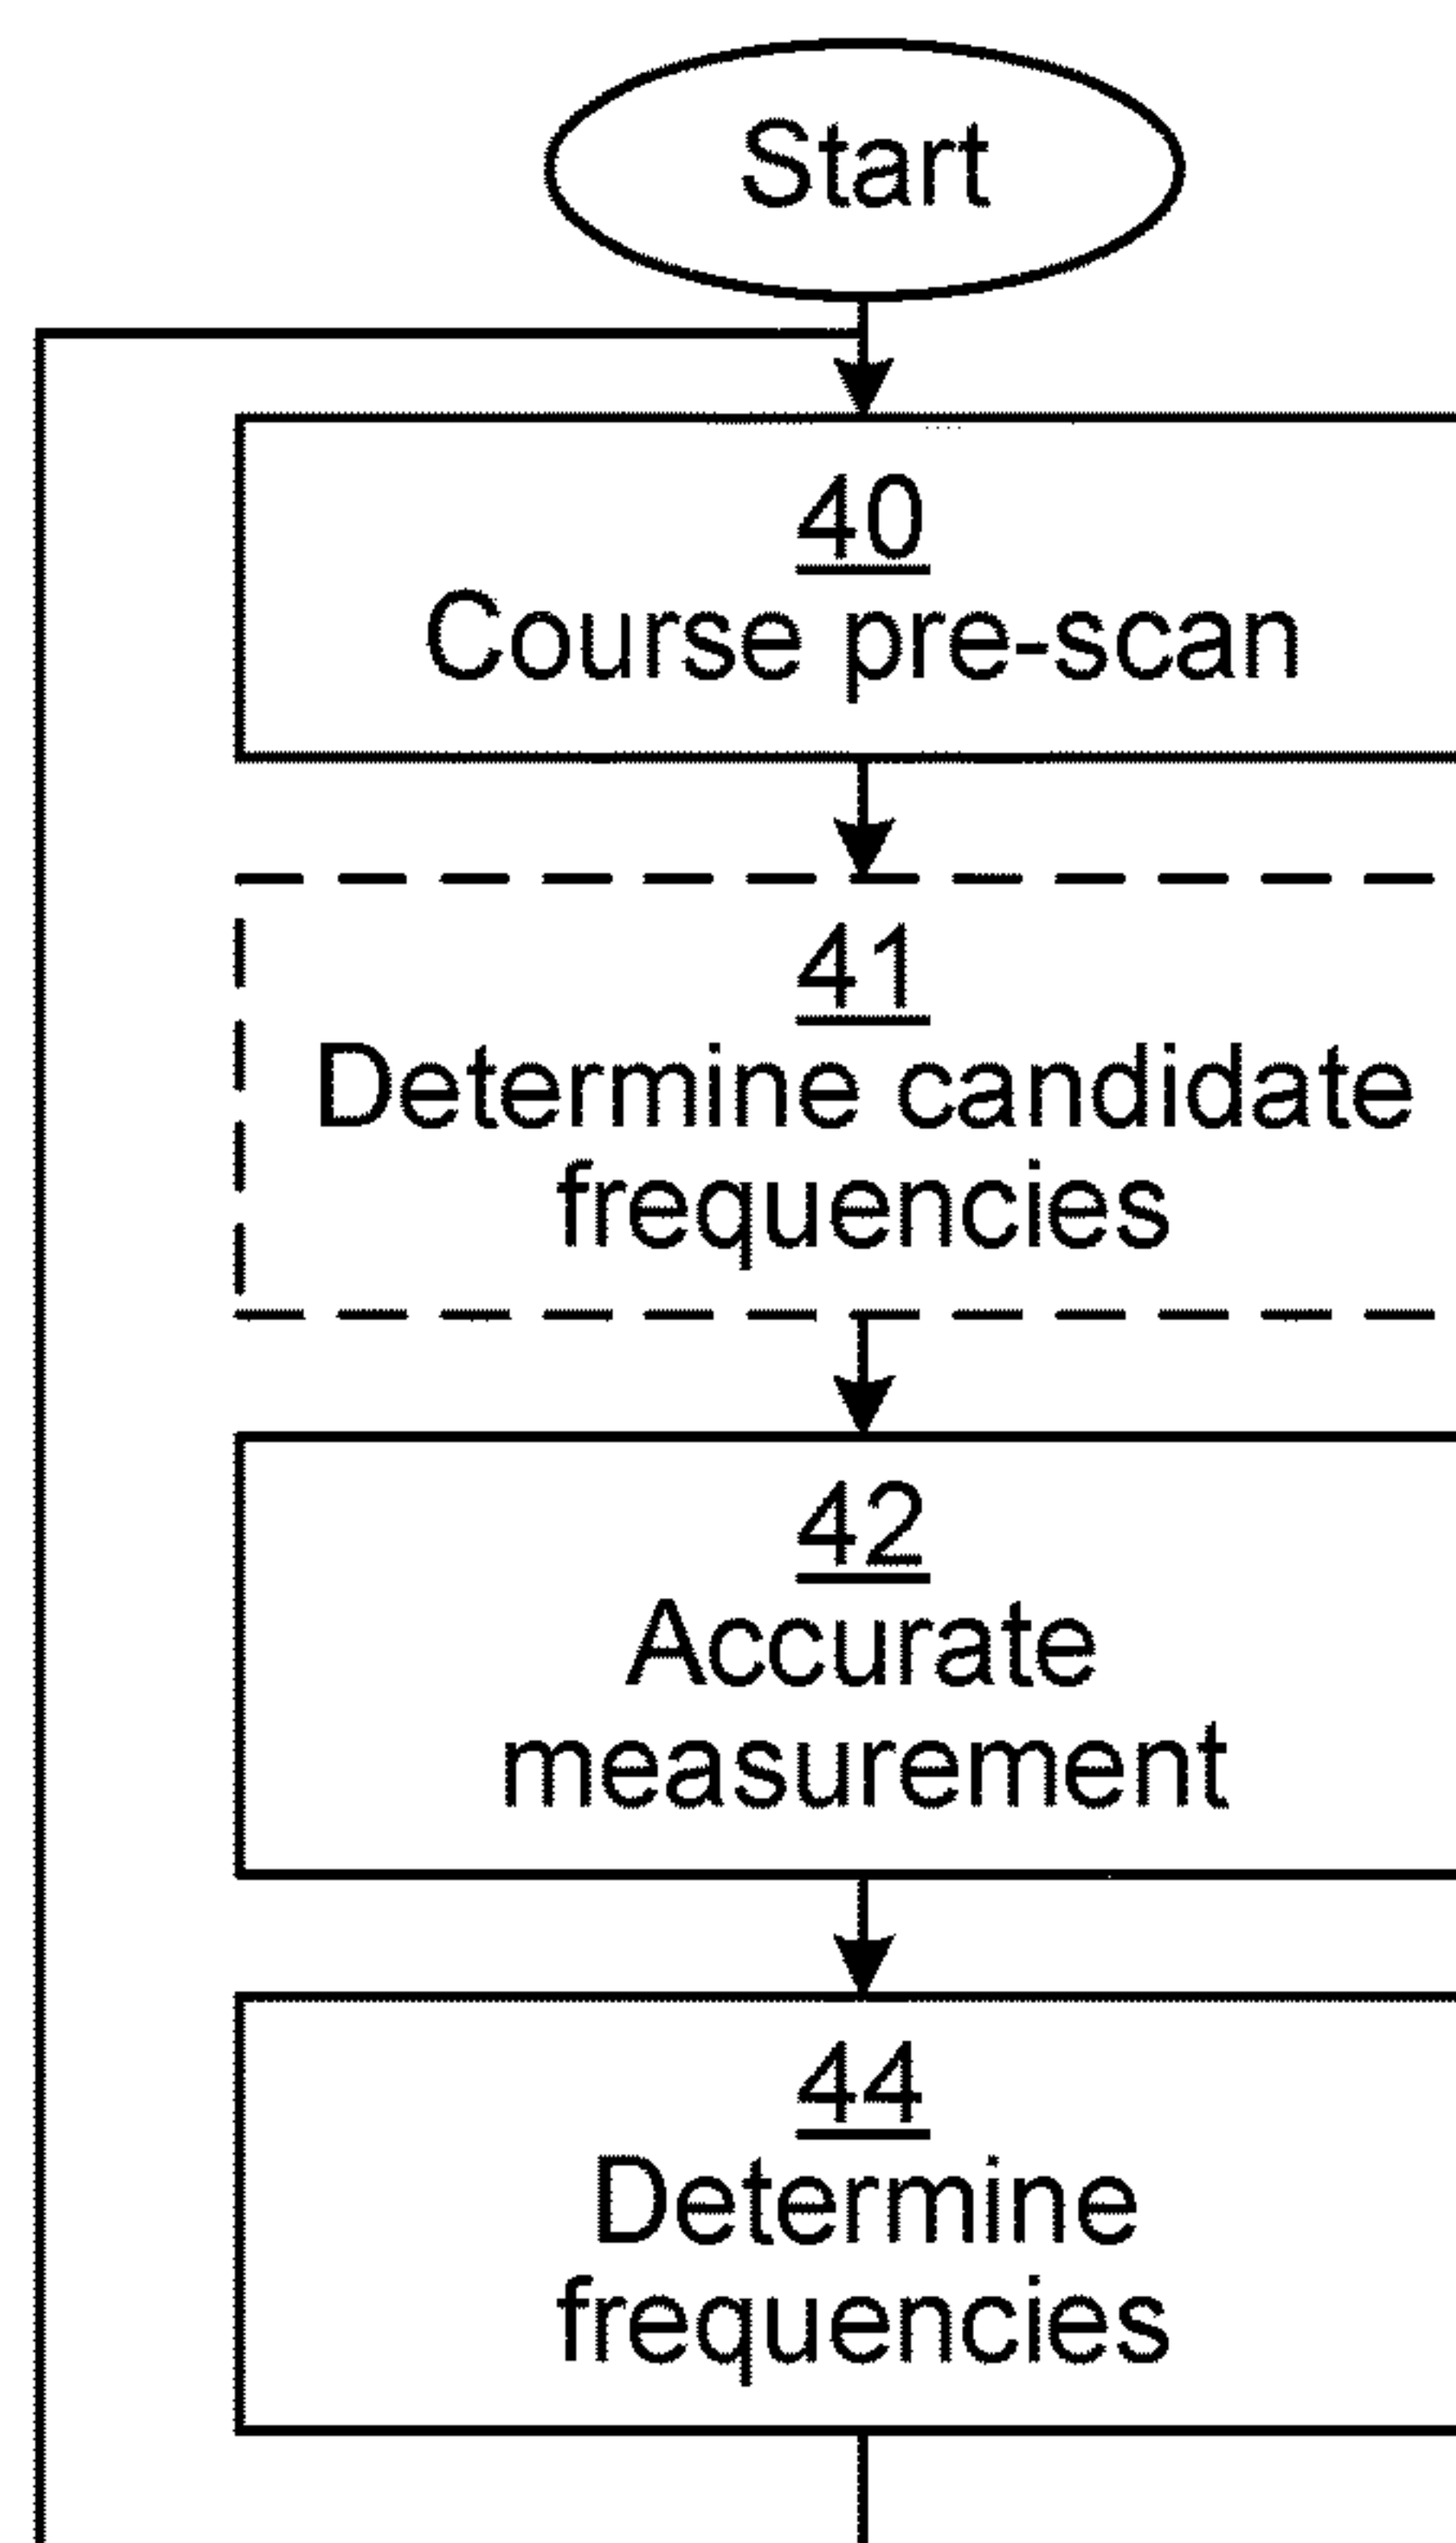 Start
40
Course pre-scan
41
Determine candidate
frequencies
42
Accurate
measurement
44
Determine
frequencies